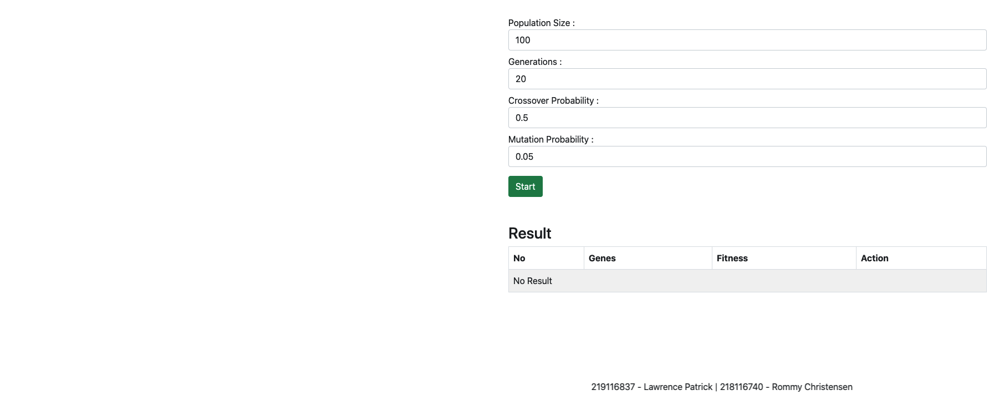 Population Size :
100
Generations :
20
Crossover Probability :
0.5
Mutation Probability :
0.05
Start
Result
No Genes Fitness Action
No Result
219116837 - Lawrence Patrick | 218116740 - Rommy Christensen